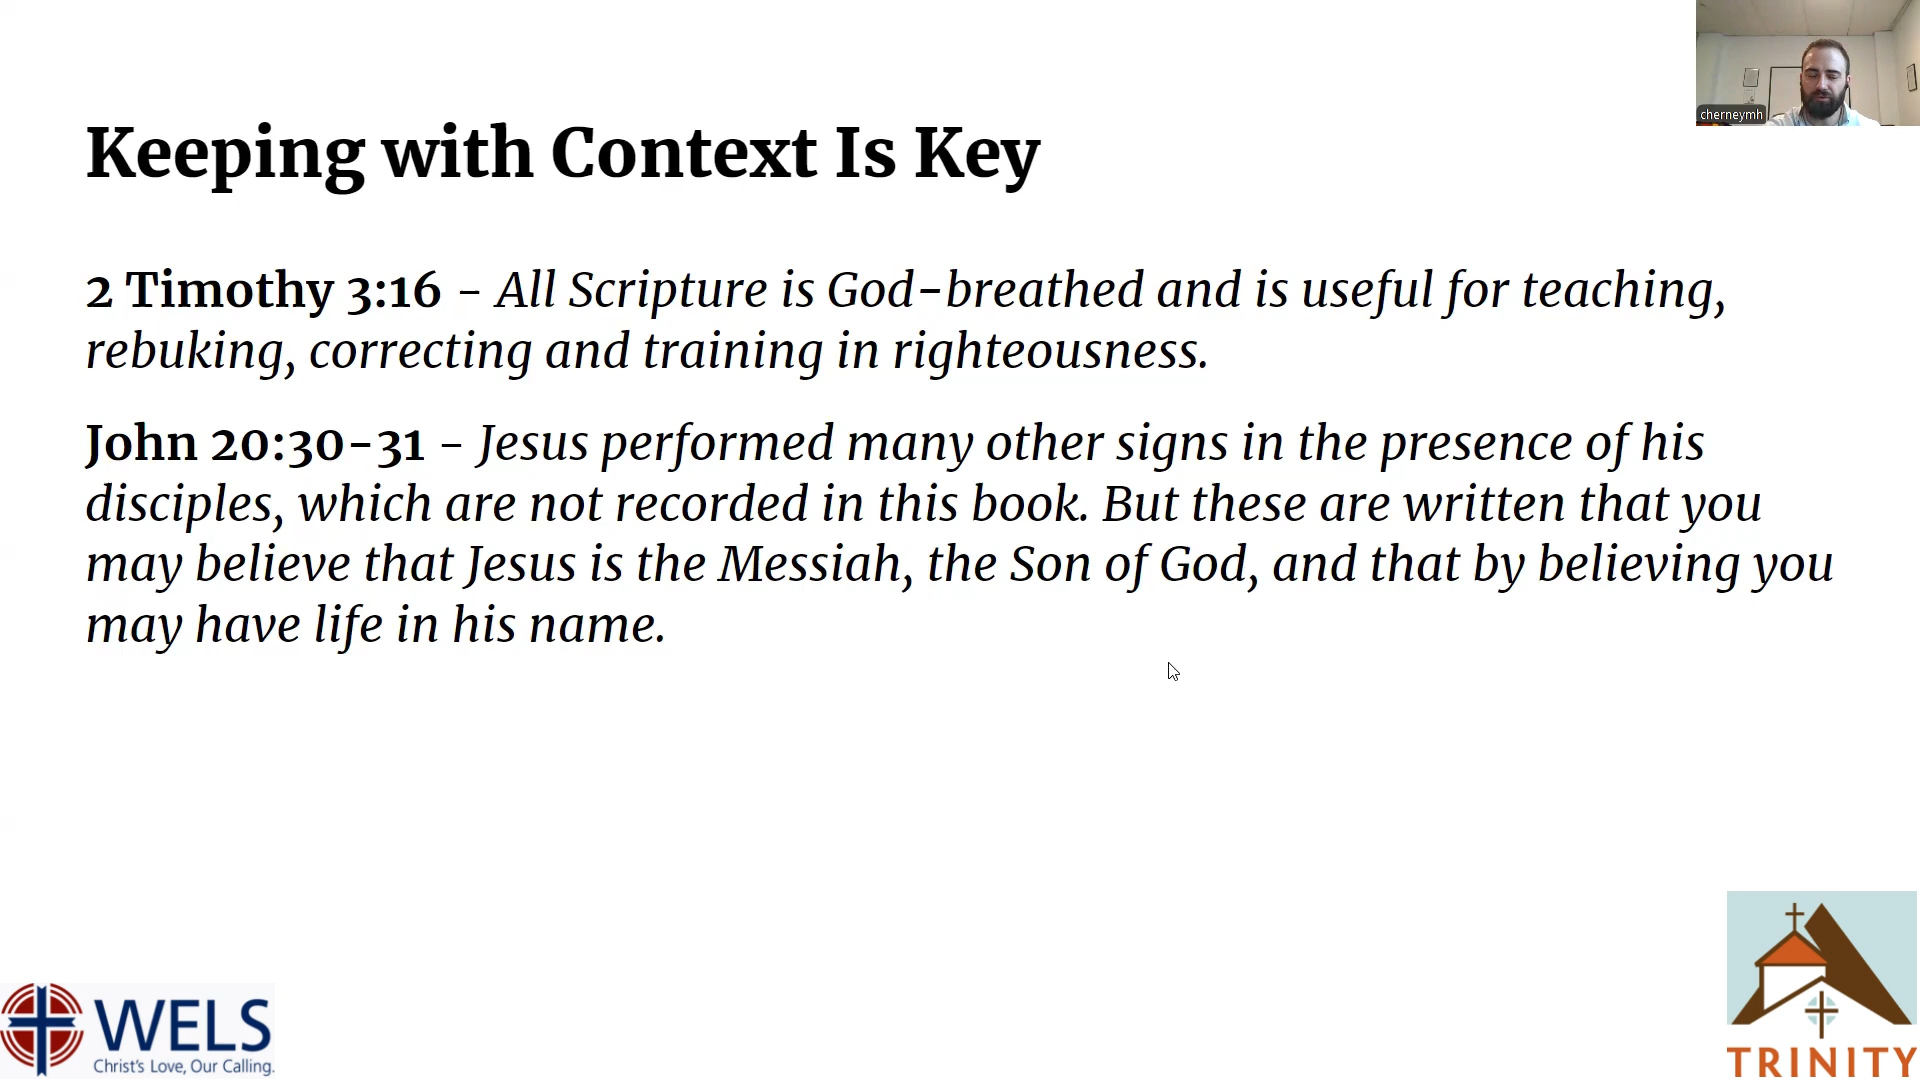 cherneymh
Keeping with Context Is Key
2 Timothy 3:16 - All Scripture is God-breathed and is useful for teaching,
rebuking, correcting and training in righteousness.
John 20:30-31 - Jesus performed many other signs in the presence of his
disciples, which are not recorded in this book. But these are written that you
may believe that Jesus is the Messiah, the Son of God, and that by believing you
may have life in his name.
WELS
Christ's Love, Our Calling.
TRINITY